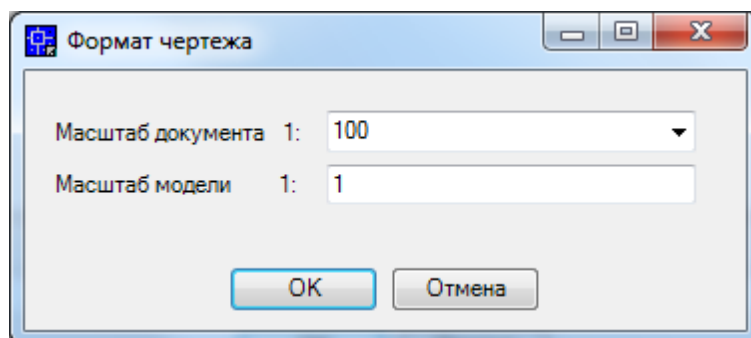 Формат чертежа
Масштаб документа 1: 100
Масштаб модели 1: 1
OK Отмена